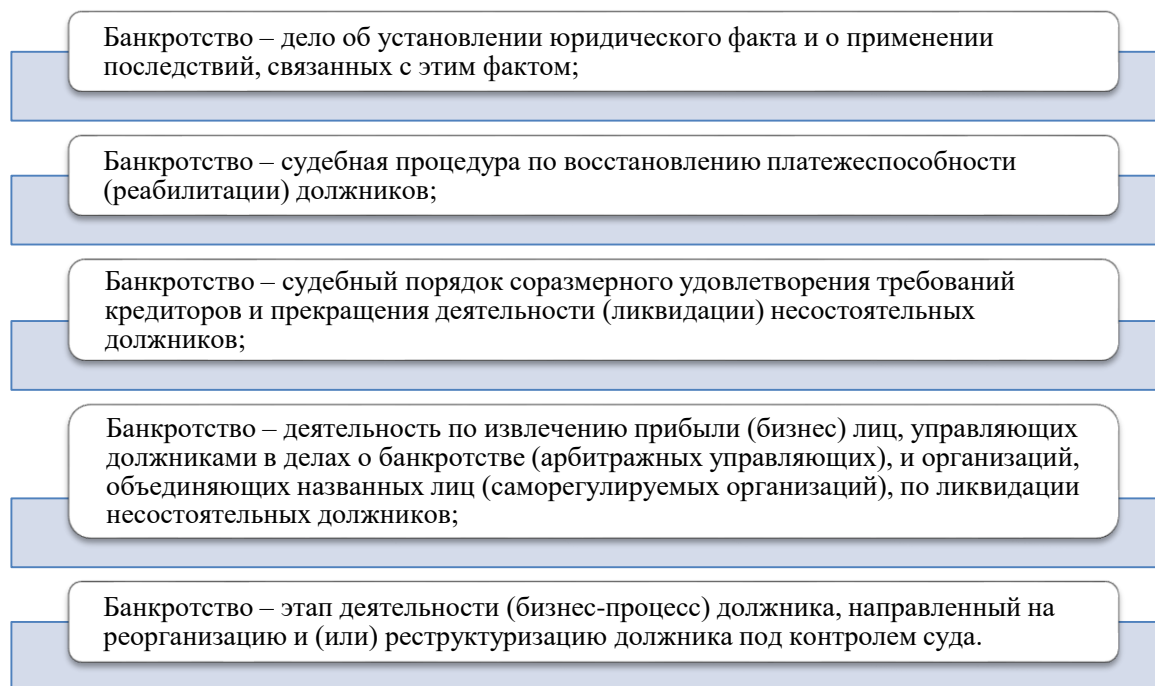 Банкротство – дело об установлении юридического факта и о применении
последствий, связанных с этим фактом;
Банкротство – судебная процедура по восстановлению платежеспособности
(реабилитации) должников;
Банкротство – судебный порядок соразмерного удовлетворения требований
кредиторов и прекращения деятельности (ликвидации) несостоятельных
должников;
Банкротство – деятельность по извлечению прибыли (бизнес) лиц, управляющих
должниками в делах о банкротстве (арбитражных управляющих), и организаций,
объединяющих названных лиц (саморегулируемых организаций), по ликвидации
несостоятельных должников;
Банкротство – этап деятельности (бизнес-процесс) должника, направленный на
реорганизацию и (или) реструктуризацию должника под контролем суда.